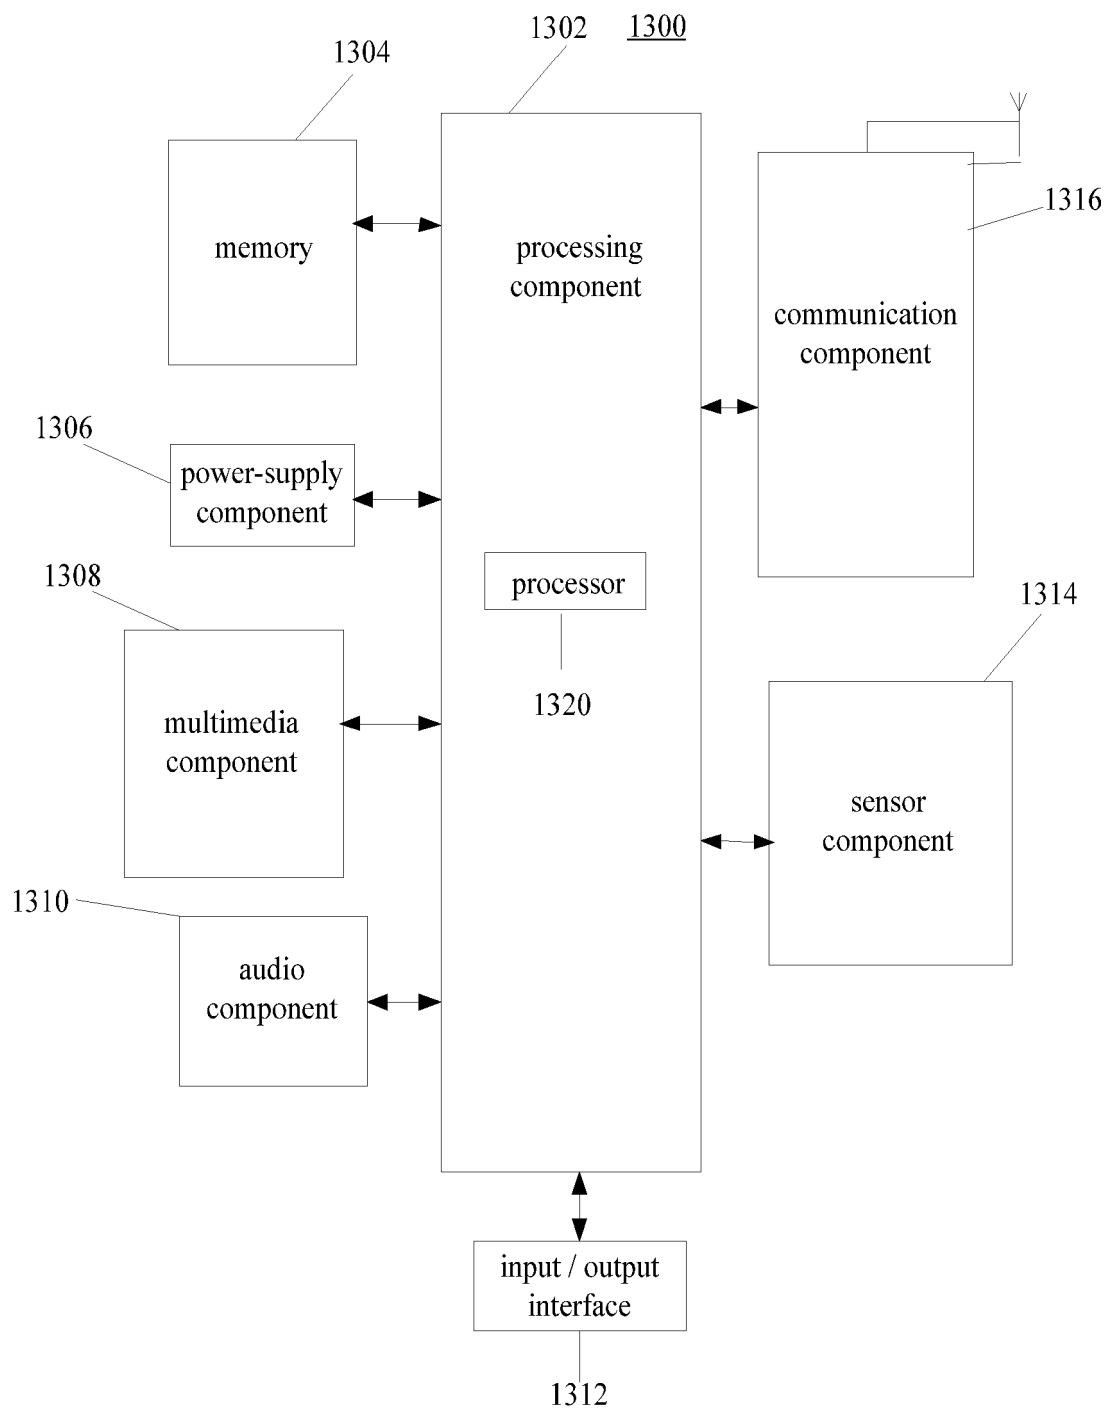 1302
1300
1304
1316
memory
processing
component
communication
component
1306
power-supply
component
1308
processor
1314
1320
multimedia
component
sensor
component
1310
audio
component
input / output
interface
1312